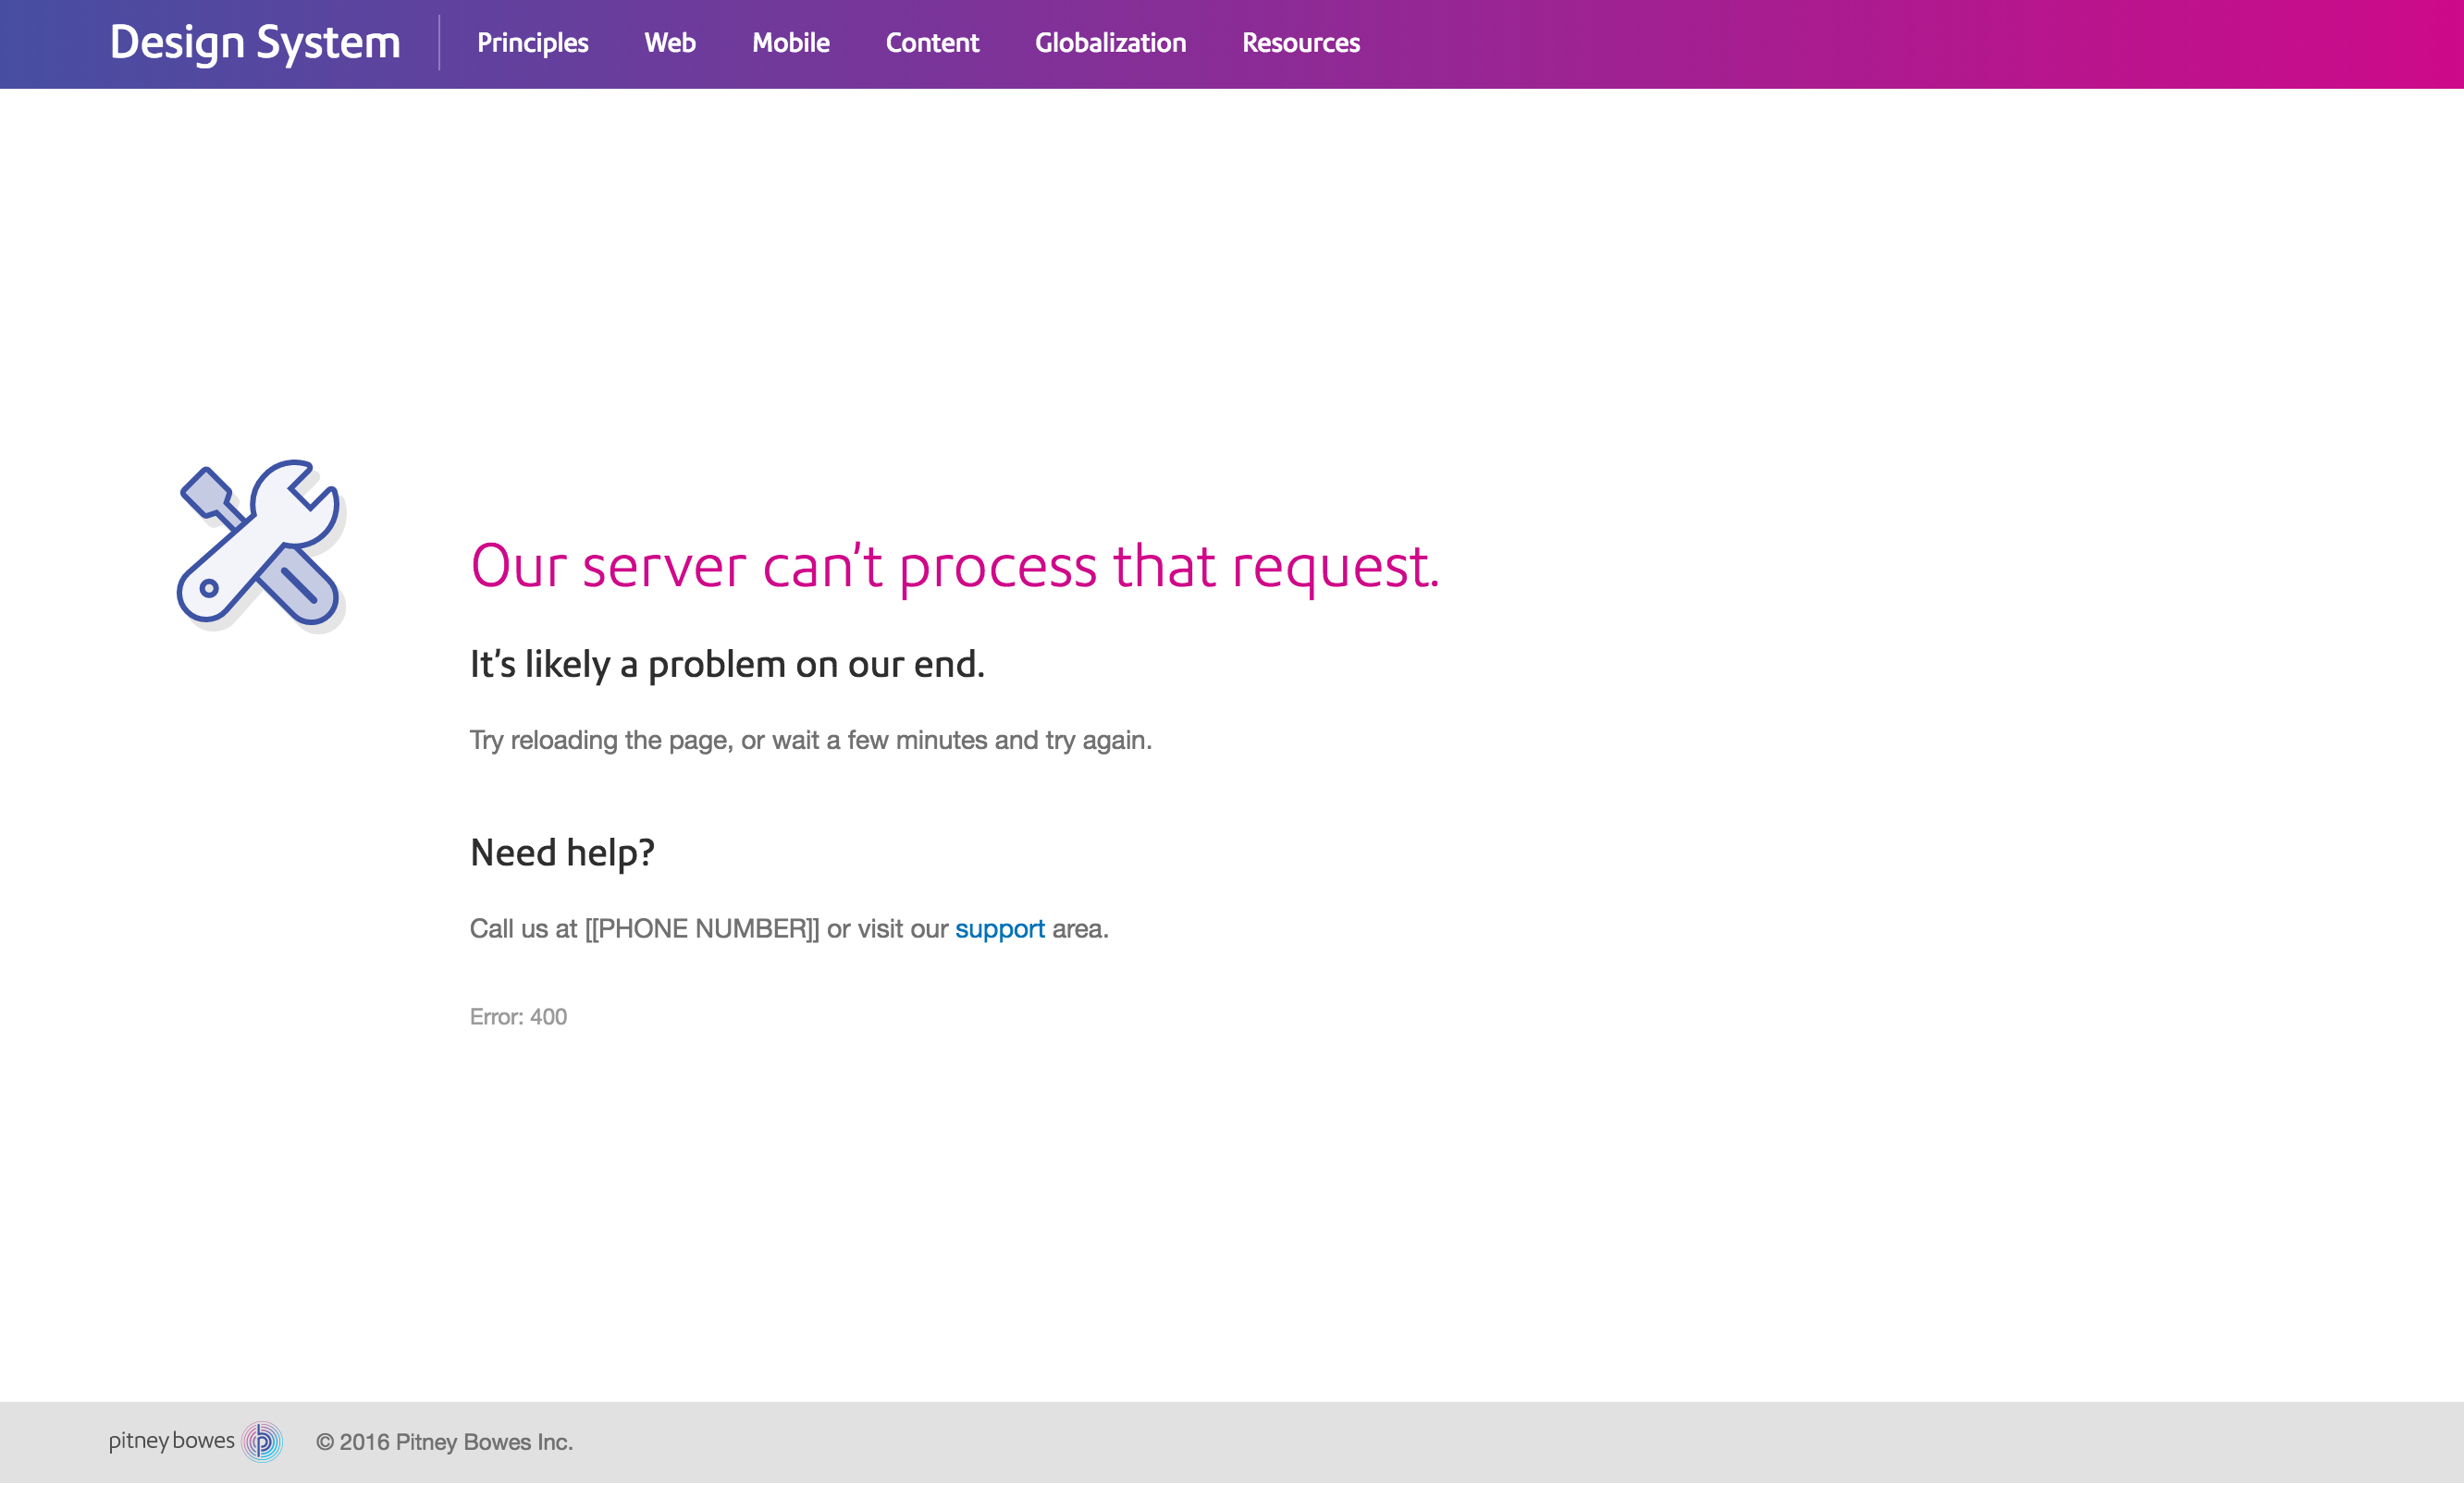 Design System
Principles Web Mobile Content Globalization Resources
Our server can’t process that request.
It’s likely a problem on our end.
Try reloading the page, or wait a few minutes and try again.
Need help?
Call us at [[PHONE NUMBER]] or visit our support area.
Error: 400
pitney bowes © 2016 Pitney Bowes Inc.